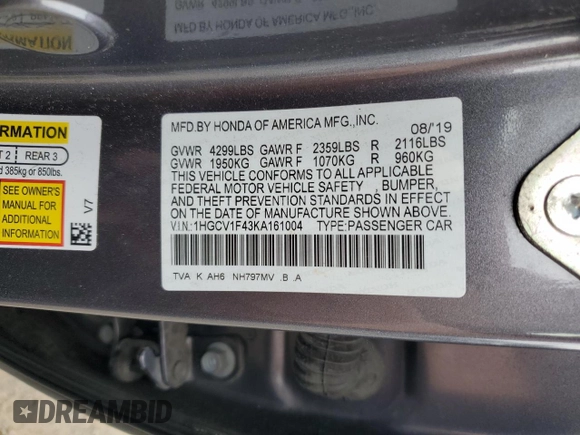 MFD.BY HONDA OF AMERICA MFG.,INC. 08/'19
GVWR 4299LBS GAWR F 2359LBS R 2116LBS
GVWR 1950KG GAWR F 1070KG R 960KG
THIS VEHICLE CONFORMS TO ALL APPLICABLE
FEDERAL MOTOR VEHICLE SAFETY , BUMPER,
AND THEFT PREVENTION STANDARDS IN EFFECT
ON THE DATE OF MANUFACTURE SHOWN ABOVE.
V.I.N.: 1HGCV1F43KA161004 TYPE:PASSENGER CAR
TVA K AH6 NH797MV .B .A
2 REAR 3
385kg or 850lbs.
SEE OWNER'S
MANUAL FOR
ADDITIONAL
V7
DREAMBID